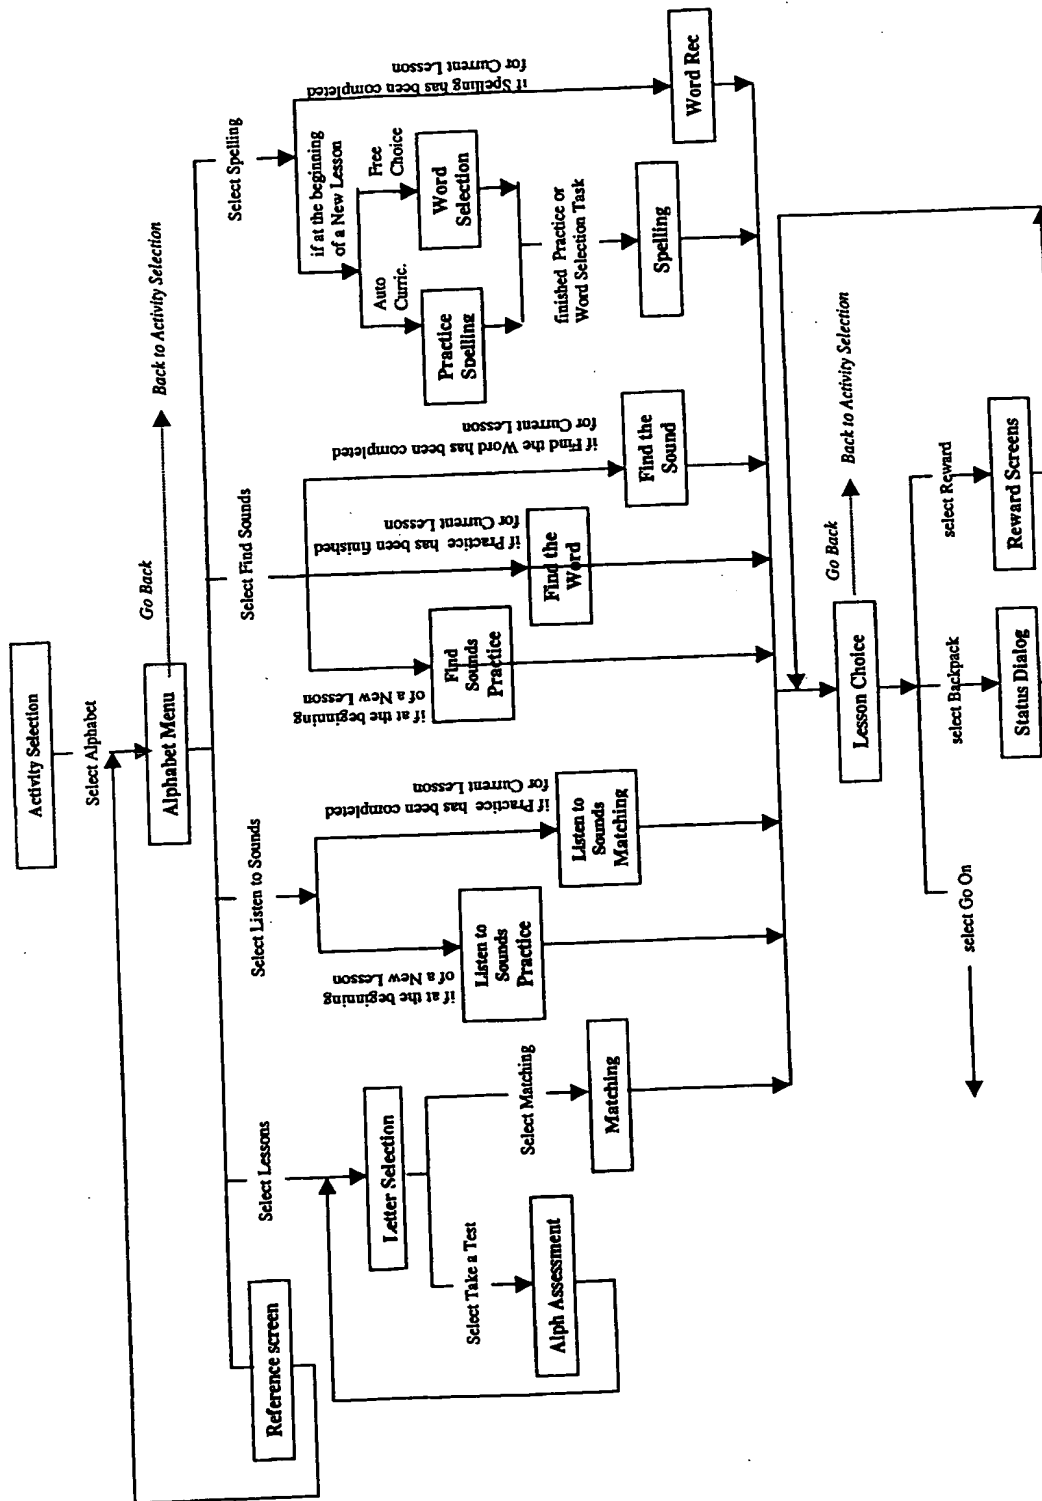 Activity Selection
Select Alphabet
Alphabet Menu
Go Back
Back to Activity Selection
Reference screen
Select Lessons
Letter Selection
Select Take a Test
Alph Assessment
Select Matching
Matching
Select Listen to Sounds
if at the beginning
of a New Lesson
Listen to
Sounds
Practice
if Practice has been completed
for Current Lesson
Listen to
Sounds
Matching
Select Find Sounds
if at the beginning
of a New Lesson
Find
Sounds
Practice
if Practice has been finished
for Current Lesson
Find the
Word
if Find the Word has been completed
for Current Lesson
Find the
Sound
Select Spelling
if at the beginning
of a New Lesson
Auto
Curric.
Free
Choice
Practice
Spelling
Word
Selection
finished Practice or
Word Selection Task
Spelling
if Spelling has been completed
for Current Lesson
Word Rec
Lesson Choice
Go Back
Back to Activity Selection
select Go On
select Backpack
Status Dialog
select Reward
Reward Screens